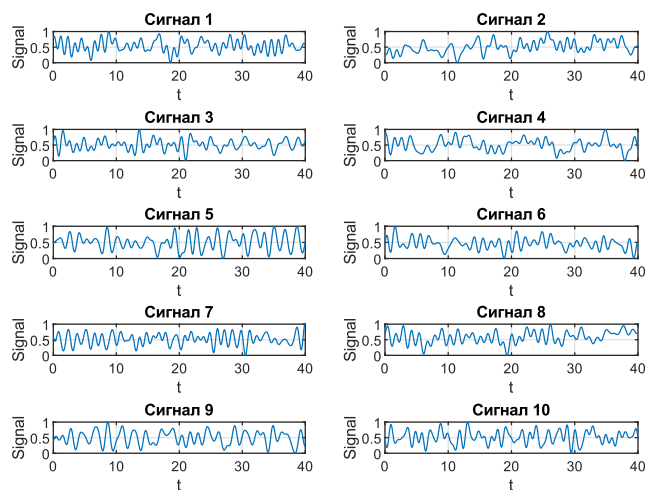 Сигнал 1
Signal
1
0.5
0
0 10 20 30 40
t
Сигнал 2
Signal
1
0.5
0
0 10 20 30 40
t
Сигнал 3
Signal
1
0.5
0
0 10 20 30 40
t
Сигнал 4
Signal
1
0.5
0
0 10 20 30 40
t
Сигнал 5
Signal
1
0.5
0
0 10 20 30 40
t
Сигнал 6
Signal
1
0.5
0
0 10 20 30 40
t
Сигнал 7
Signal
1
0.5
0
0 10 20 30 40
t
Сигнал 8
Signal
1
0.5
0
0 10 20 30 40
t
Сигнал 9
Signal
1
0.5
0
0 10 20 30 40
t
Сигнал 10
Signal
1
0.5
0
0 10 20 30 40
t